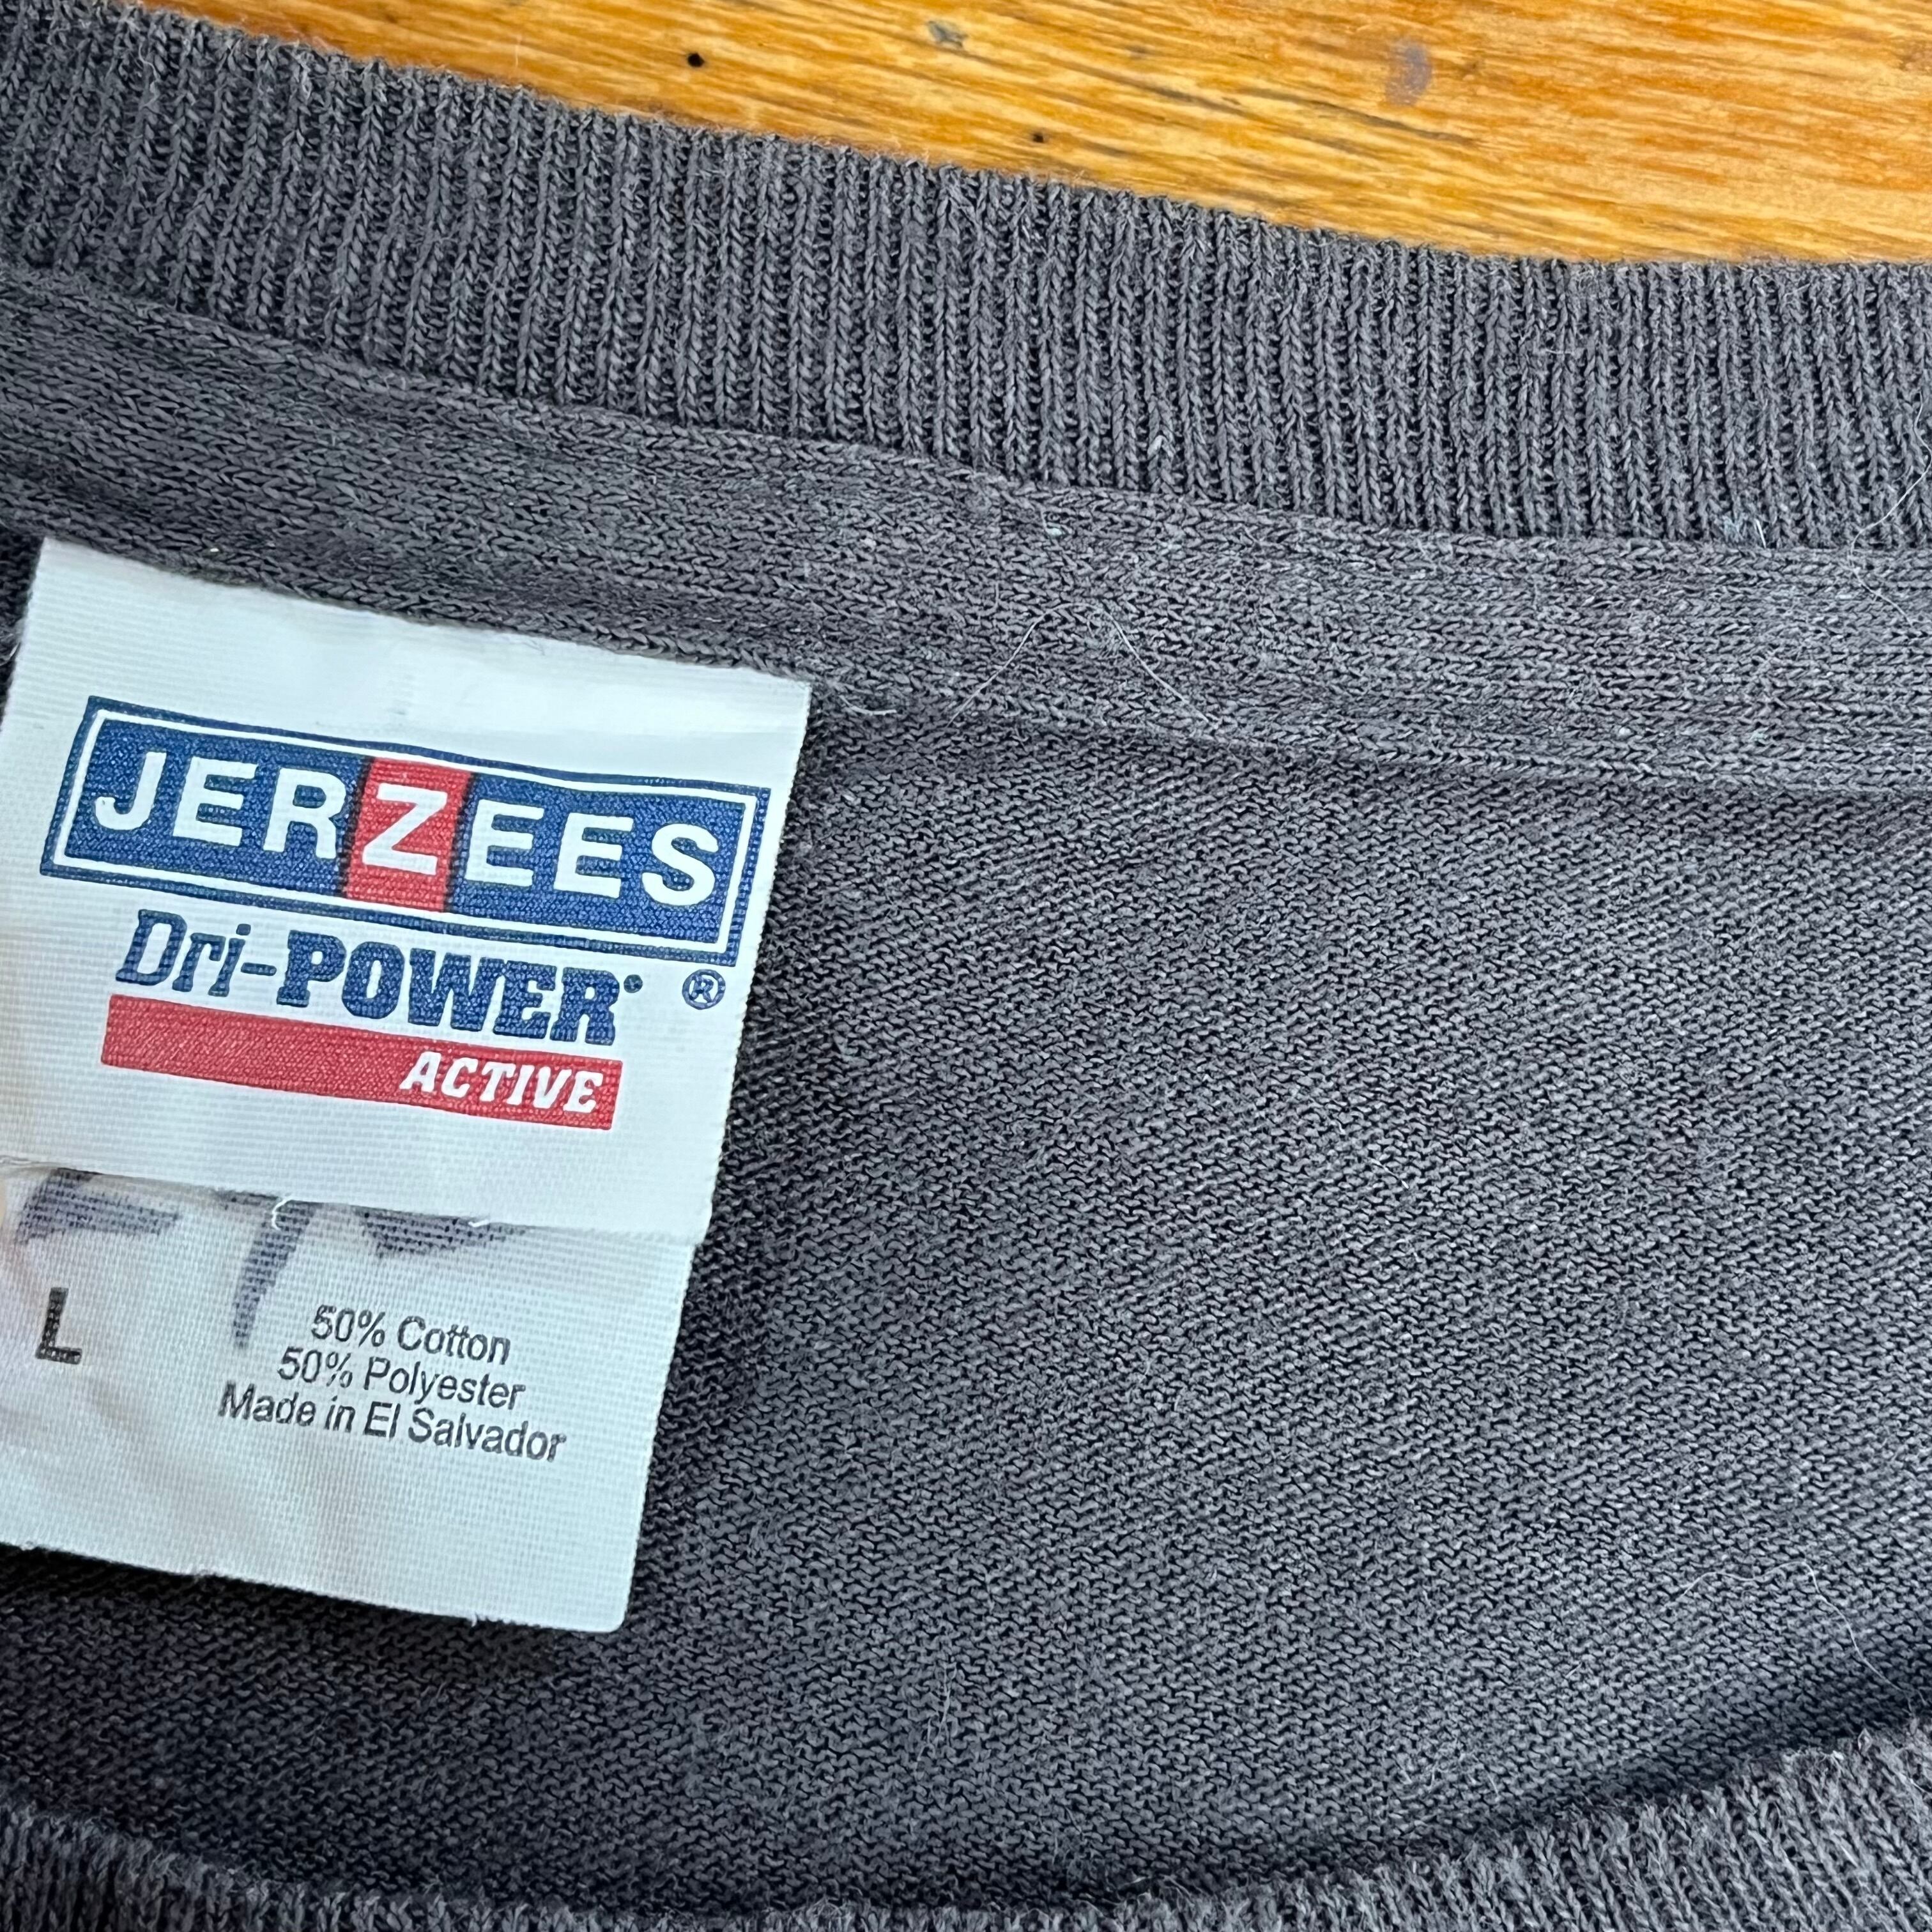 JERZEES
Dri-POWER ®
ACTIVE
L
50% Cotton
50% Polyester
Made in El Salvador